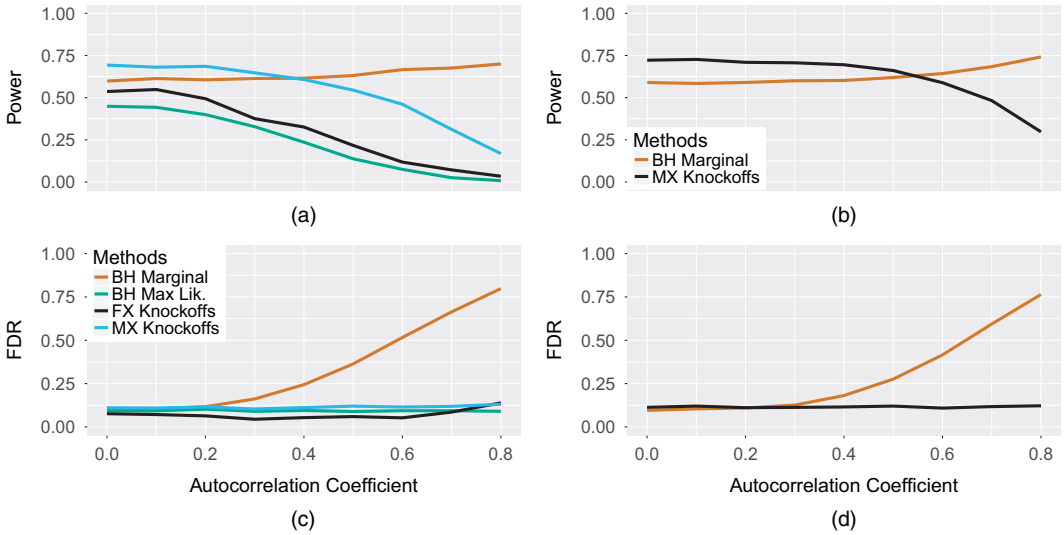 1.00
0.75
0.50
0.25
0.00
Power
(a)
1.00
0.75
0.50
0.25
0.00
Power
Methods
BH Marginal
MX Knockoffs
(b)
1.00
0.75
0.50
0.25
0.00
FDR
Methods
BH Marginal
BH Max Lik.
FX Knockoffs
MX Knockoffs
0.0 0.2 0.4 0.6 0.8
Autocorrelation Coefficient
(c)
1.00
0.75
0.50
0.25
0.00
FDR
0.0 0.2 0.4 0.6 0.8
Autocorrelation Coefficient
(d)